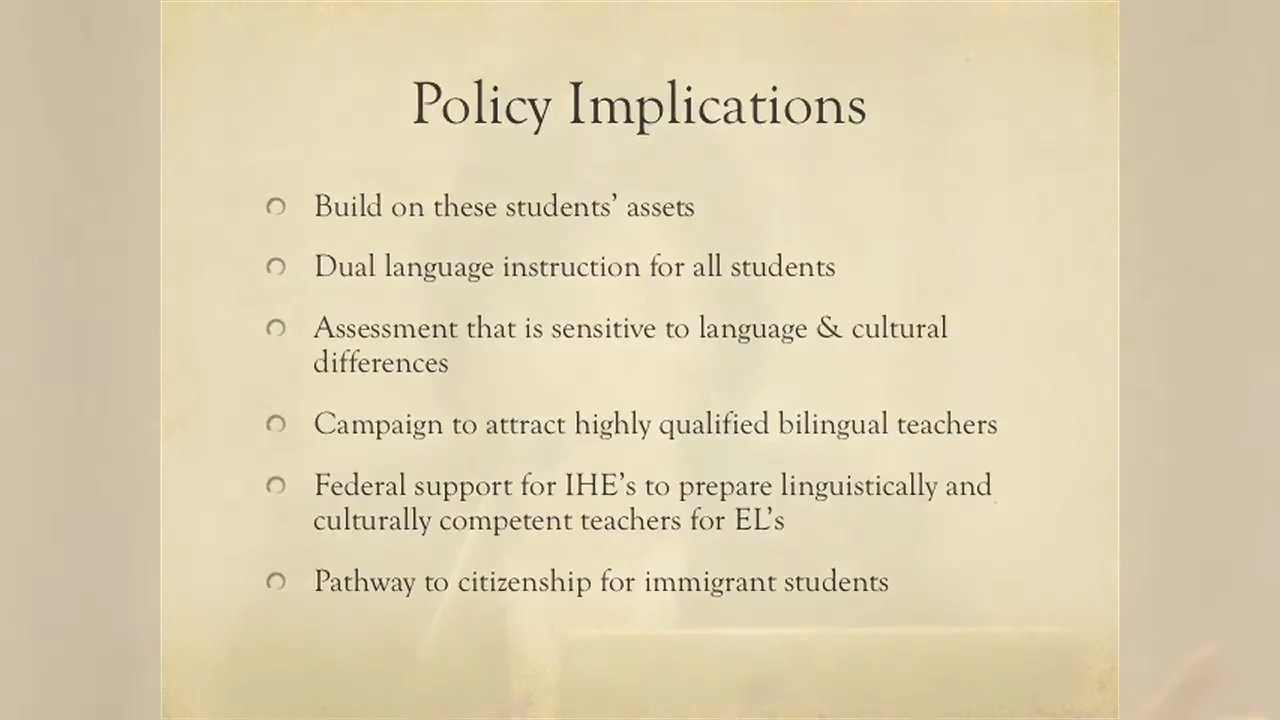 Policy Implications
Build on these students’ assets
Dual language instruction for all students
Assessment that is sensitive to language & cultural
differences
Campaign to attract highly qualified bilingual teachers
Federal support for IHE’s to prepare linguistically and
culturally competent teachers for EL’s
Pathway to citizenship for immigrant students